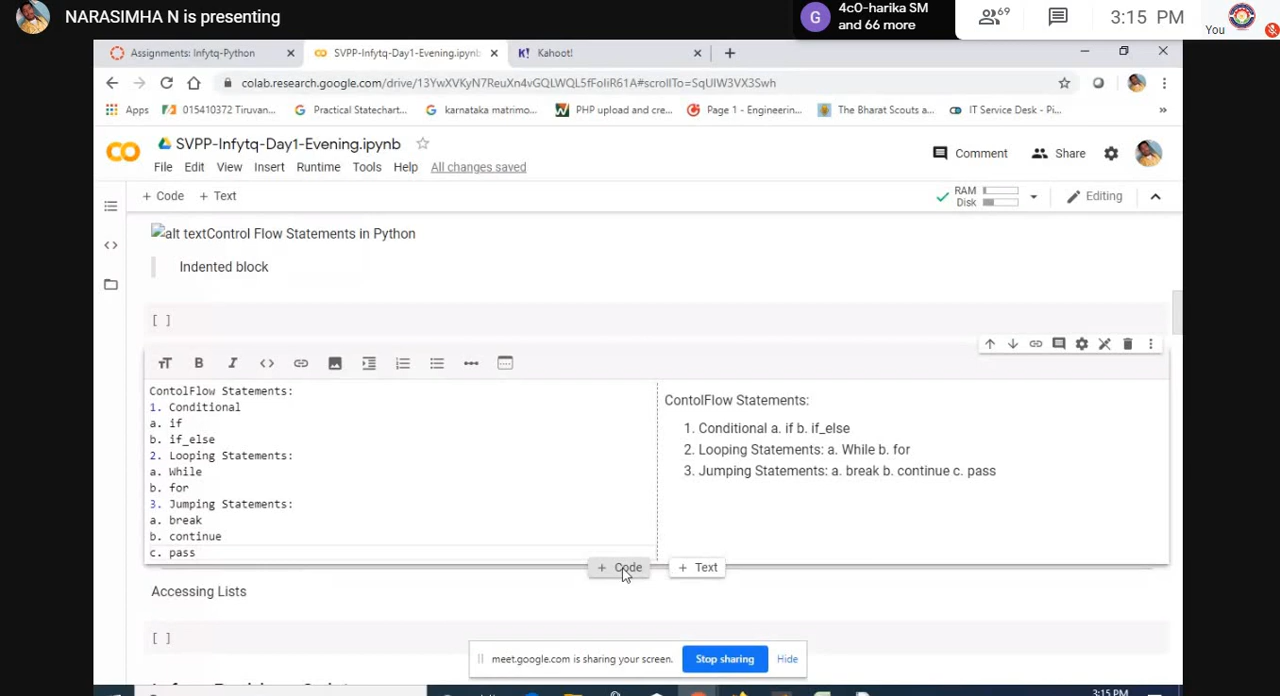 NARASIMHA N is presenting
G
4c0-harika SM
and 66 more
69
3:15 PM
You
Assignments: Infytq-Python
SVPP-Infytq-Day1-Evening.ipynb
K! Kahoot!
colab.research.google.com/drive/13YwXVKyN7ReuXn4vGQLWQL5fFoIiR61A#scrollTo=SqUIW3VX3Swh
Apps
015410372 Tiruvan...
Practical Statechart...
karnataka matrimo...
PHP upload and cre...
Page 1 - Engineerin...
The Bharat Scouts a...
IT Service Desk - Pi...
»
SVPP-Infytq-Day1-Evening.ipynb
File Edit View Insert Runtime Tools Help All changes saved
Comment
Share
+ Code + Text
RAM
Disk
Editing
alt textControl Flow Statements in Python
Indented block
[ ]
ContolFlow Statements:
1. Conditional
a. if
b. if_else
2. Looping Statements:
a. While
b. for
3. Jumping Statements:
a. break
b. continue
c. pass
ContolFlow Statements:
1. Conditional a. if b. if_else
2. Looping Statements: a. While b. for
3. Jumping Statements: a. break b. continue c. pass
+ Code
+ Text
Accessing Lists
[ ]
meet.google.com is sharing your screen.
Stop sharing
Hide
3:15 PM